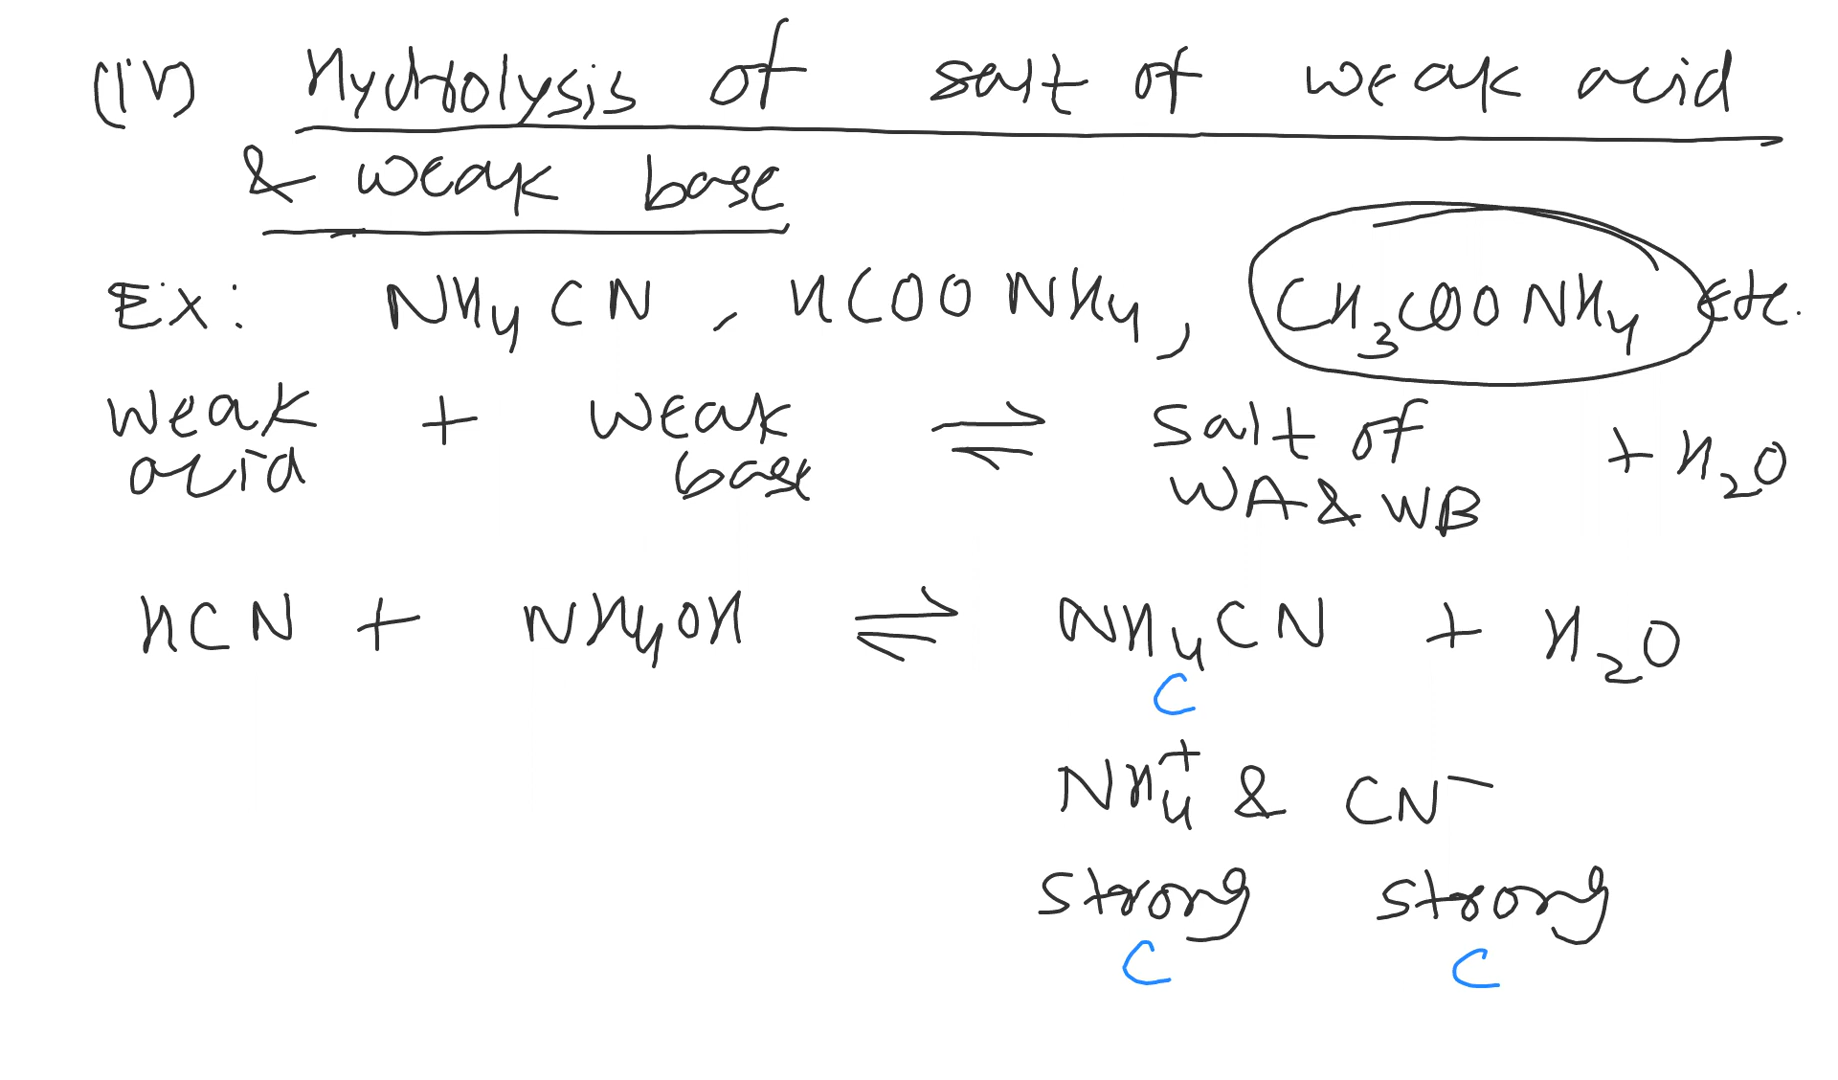 (iv) Hydrolysis of salt of weak acid
& weak base
Ex: NH4CN, HCOONH4, CH3COONH4 etc.
weak acid + weak base ⇌ salt of WA & WB + H2O
HCN + NH4OH ⇌ NH4CN + H2O
C
NH4+ & CN−
strong strong
C C